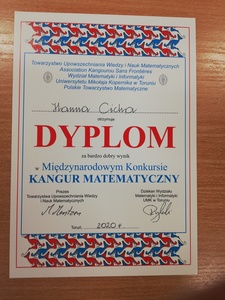 Towarzystwo Upowszechniania Wiedzy i Nauk Matematycznych
Association Kangourou Sans Frontières
Wydział Matematyki i Informatyki
Uniwersytetu Mikołaja Kopernika w Toruniu
Polskie Towarzystwo Matematyczne
Hanna Cicha
otrzymuje
DYPLOM
za bardzo dobry wynik
w Międzynarodowym Konkursie
KANGUR MATEMATYCZNY
Prezes
Towarzystwa Upowszechniania Wiedzy
i Nauk Matematycznych
Dziekan Wydziału
Matematyki i Informatyki
UMK w Toruniu
Toruń 2020 r